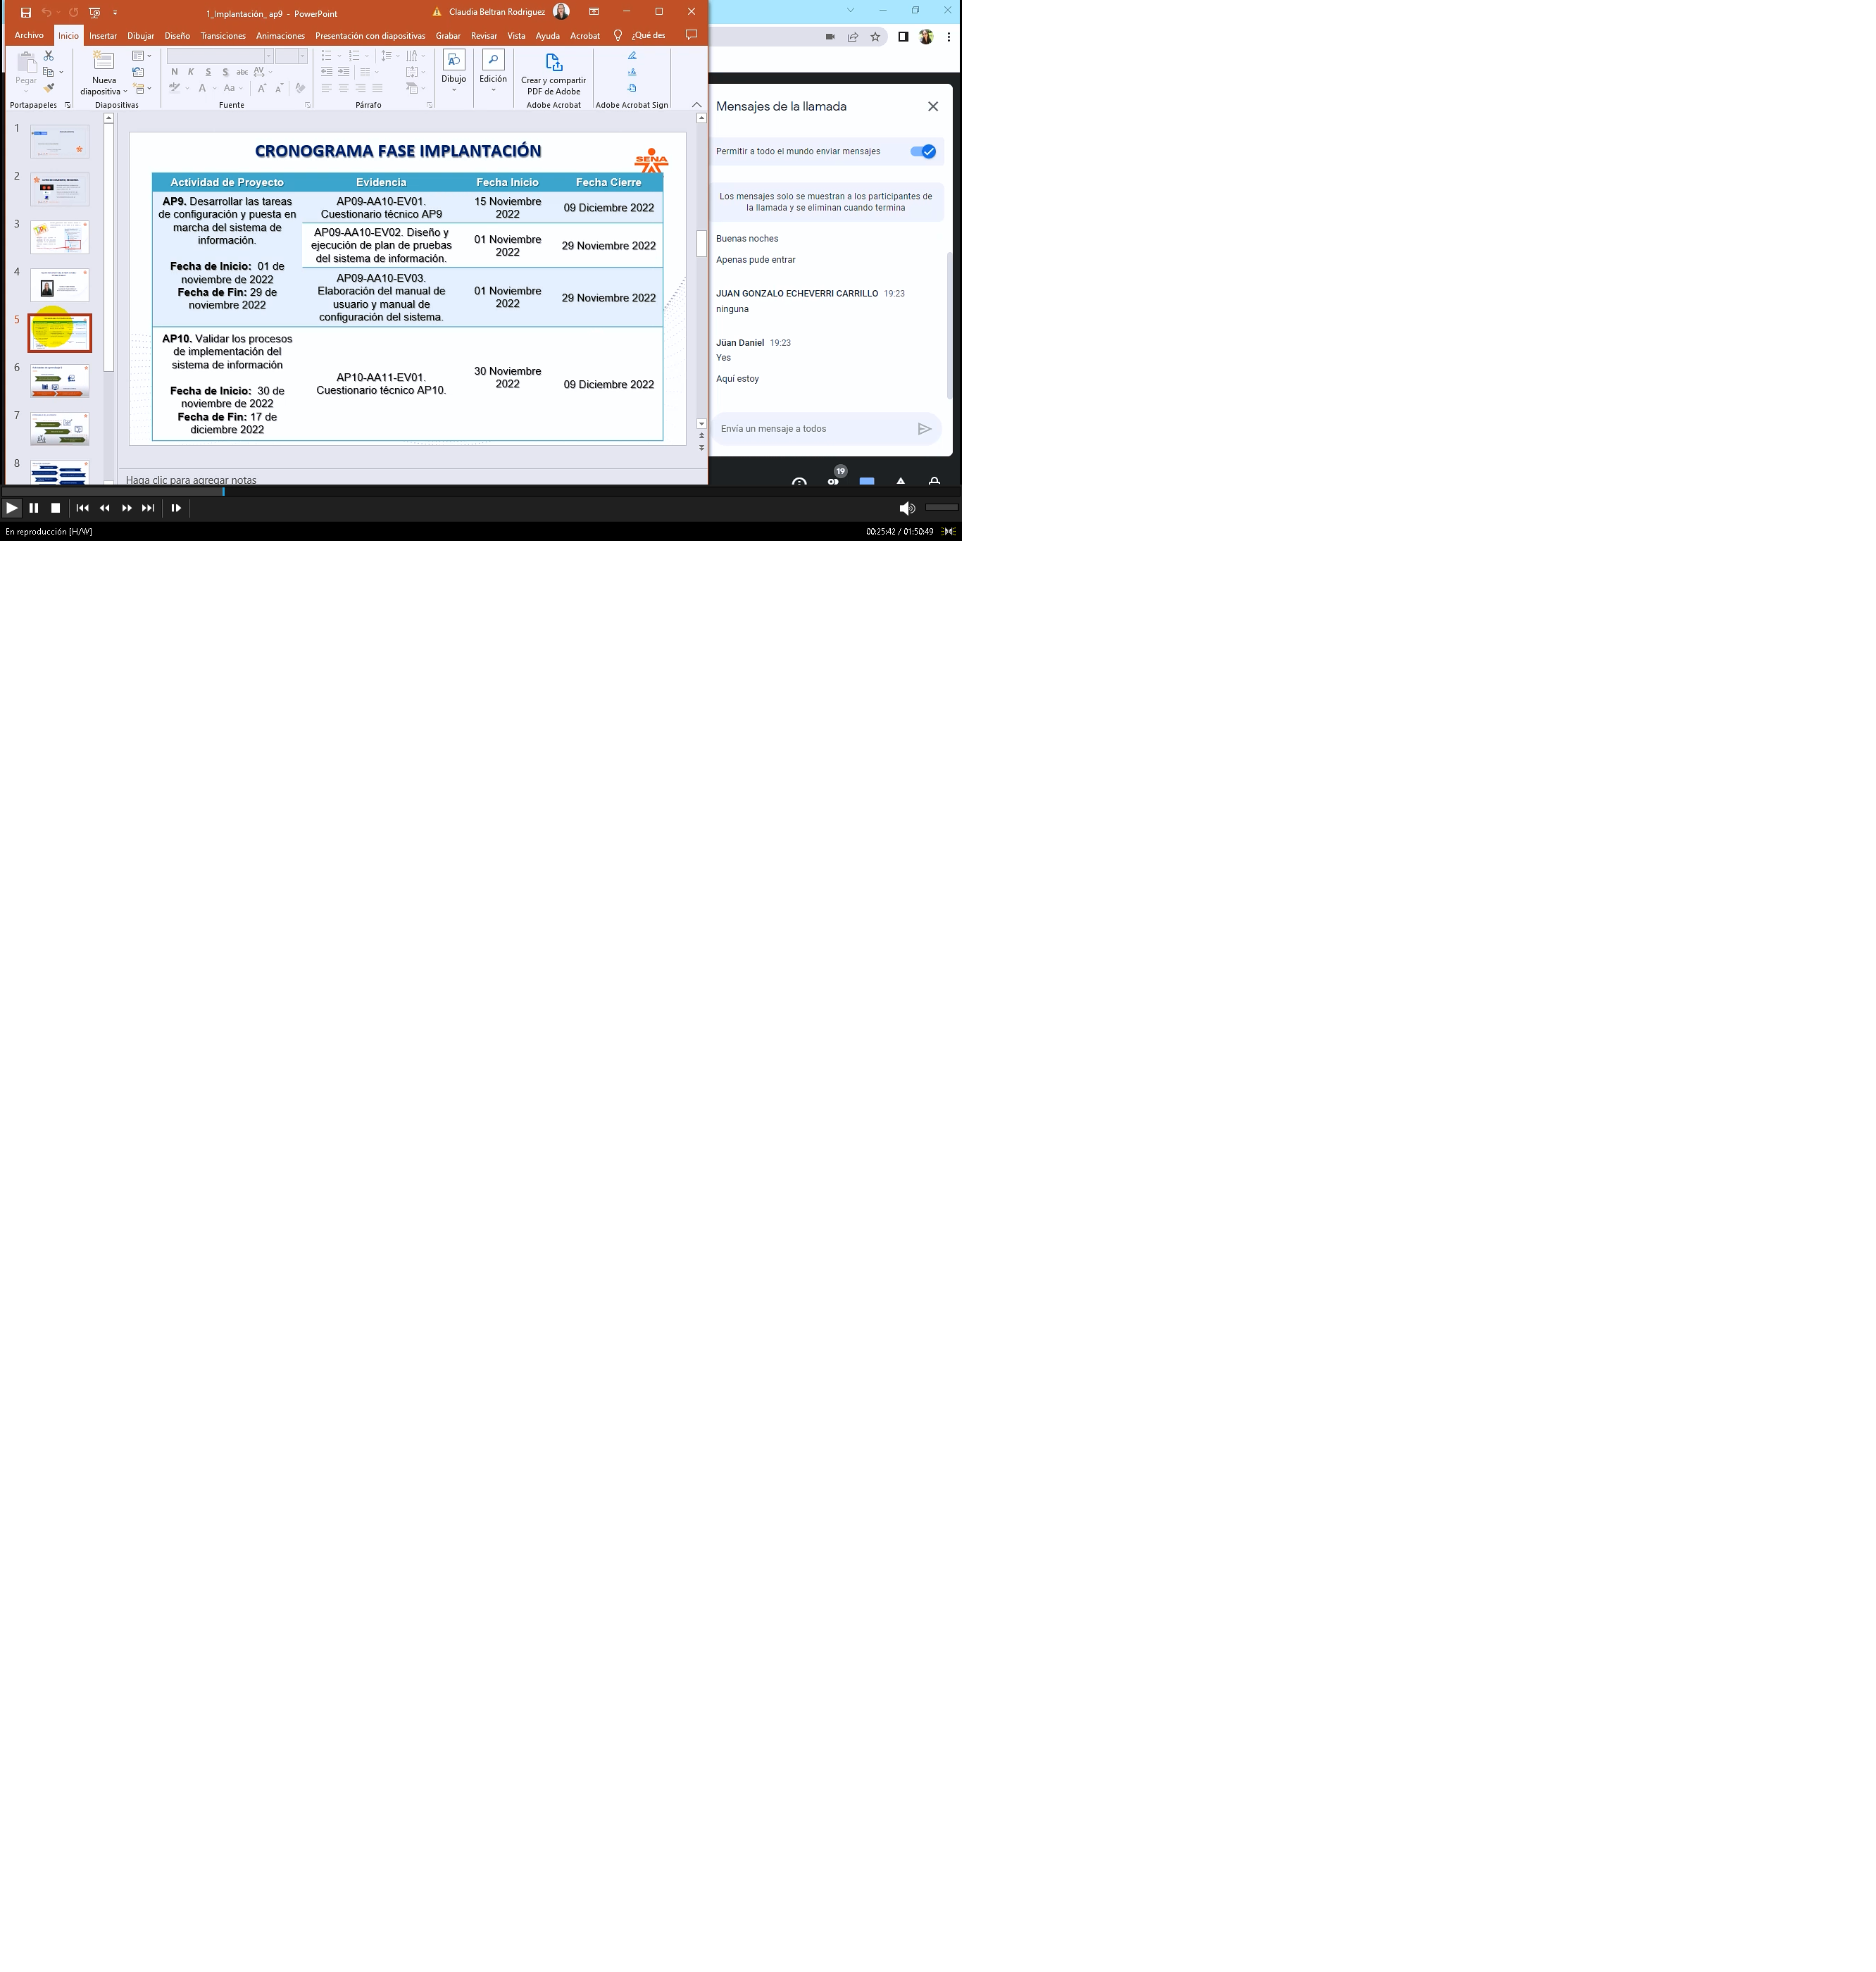 1_Implantación_ ap9 - PowerPoint
Claudia Beltran Rodriguez
Archivo Inicio Insertar Dibujar Diseño Transiciones Animaciones Presentación con diapositivas Grabar Revisar Vista Ayuda Acrobat ¿Qué des
Pegar
Nueva
diapositiva
N K S S abc AV
A Aa A A
Dibujo
Edición
Crear y compartir
PDF de Adobe
Portapapeles Diapositivas Fuente Párrafo Adobe Acrobat Adobe Acrobat Sign
1
2
3
4
5
6
7
8
CRONOGRAMA FASE IMPLANTACIÓN
SENA
Actividad de Proyecto Evidencia Fecha Inicio Fecha Cierre
AP9. Desarrollar las tareas
de configuración y puesta en
marcha del sistema de
información.
Fecha de Inicio: 01 de
noviembre de 2022
Fecha de Fin: 29 de
noviembre 2022
AP09-AA10-EV01.
Cuestionario técnico AP9
15 Noviembre
2022
09 Diciembre 2022
AP09-AA10-EV02. Diseño y
ejecución de plan de pruebas
del sistema de información.
01 Noviembre
2022
29 Noviembre 2022
AP09-AA10-EV03.
Elaboración del manual de
usuario y manual de
configuración del sistema.
01 Noviembre
2022
29 Noviembre 2022
AP10. Validar los procesos
de implementación del
sistema de información
Fecha de Inicio: 30 de
noviembre de 2022
Fecha de Fin: 17 de
diciembre 2022
AP10-AA11-EV01.
Cuestionario técnico AP10.
30 Noviembre
2022
09 Diciembre 2022
Haga clic para agregar notas
Mensajes de la llamada
Permitir a todo el mundo enviar mensajes
Los mensajes solo se muestran a los participantes de
la llamada y se eliminan cuando termina
Buenas noches
Apenas pude entrar
JUAN GONZALO ECHEVERRI CARRILLO 19:23
ninguna
Jüan Daniel 19:23
Yes
Aquí estoy
Envía un mensaje a todos
19
En reproducción [H/W]
00:25:42 / 01:50:49